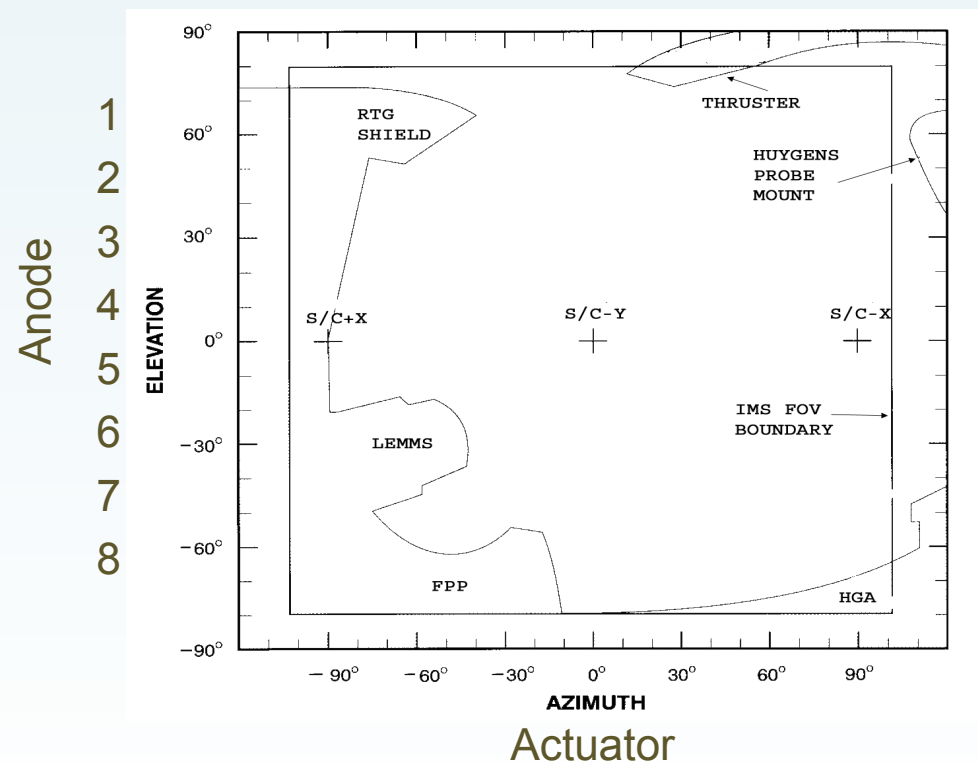 90°
60°
30°
0°
−30°
−60°
−90°
Anode
1
2
3
4
5
6
7
8
ELEVATION
RTG
SHIELD
THRUSTER
HUYGENS
PROBE
MOUNT
S/C+X
S/C-Y
S/C-X
IMS FOV
BOUNDARY
LEMMS
FPP
HGA
− 90°
−60°
−30°
0°
30°
60°
90°
AZIMUTH
Actuator